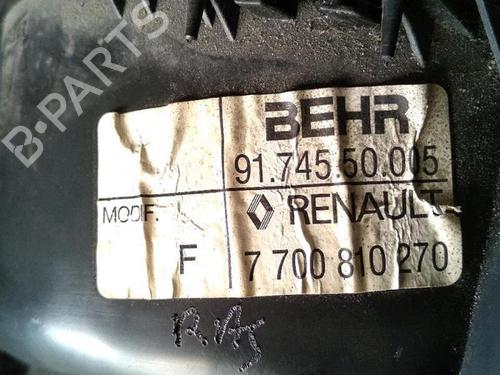 B-PARTS
BEHR
91.745.50.005
MODIF.
RENAULT
F
7 700 810 270